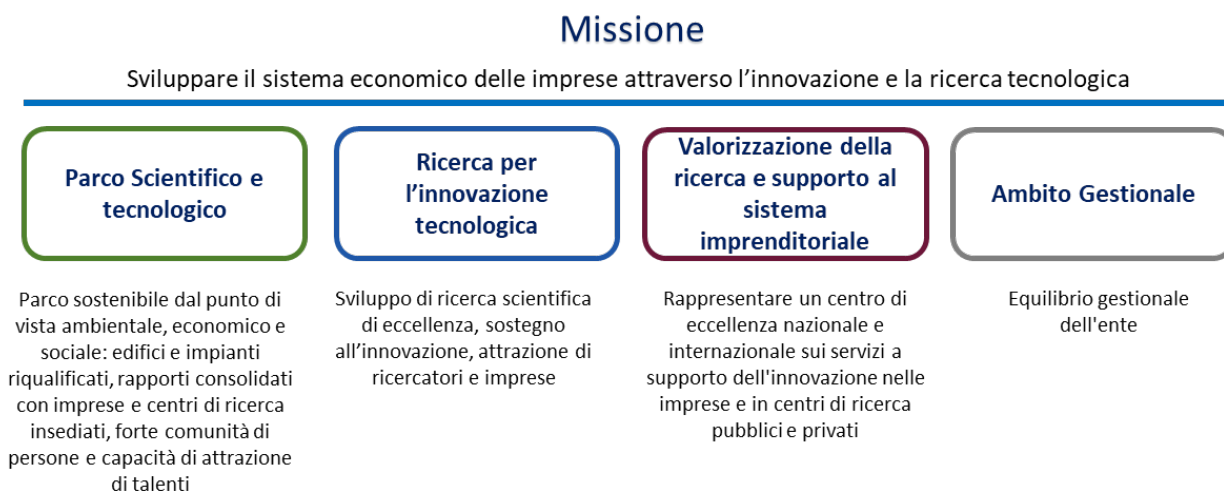 Missione
Sviluppare il sistema economico delle imprese attraverso l’innovazione e la ricerca tecnologica
Parco Scientifico e
tecnologico
Ricerca per
l’innovazione
tecnologica
Valorizzazione della
ricerca e supporto al
sistema
imprenditoriale
Ambito Gestionale
Parco sostenibile dal punto di
vista ambientale, economico e
sociale: edifici e impianti
riqualificati, rapporti consolidati
con imprese e centri di ricerca
insediati, forte comunità di
persone e capacità di attrazione
di talenti
Sviluppo di ricerca scientifica
di eccellenza, sostegno
all’innovazione, attrazione di
ricercatori e imprese
Rappresentare un centro di
eccellenza nazionale e
internazionale sui servizi a
supporto dell'innovazione nelle
imprese e in centri di ricerca
pubblici e privati
Equilibrio gestionale
dell'ente